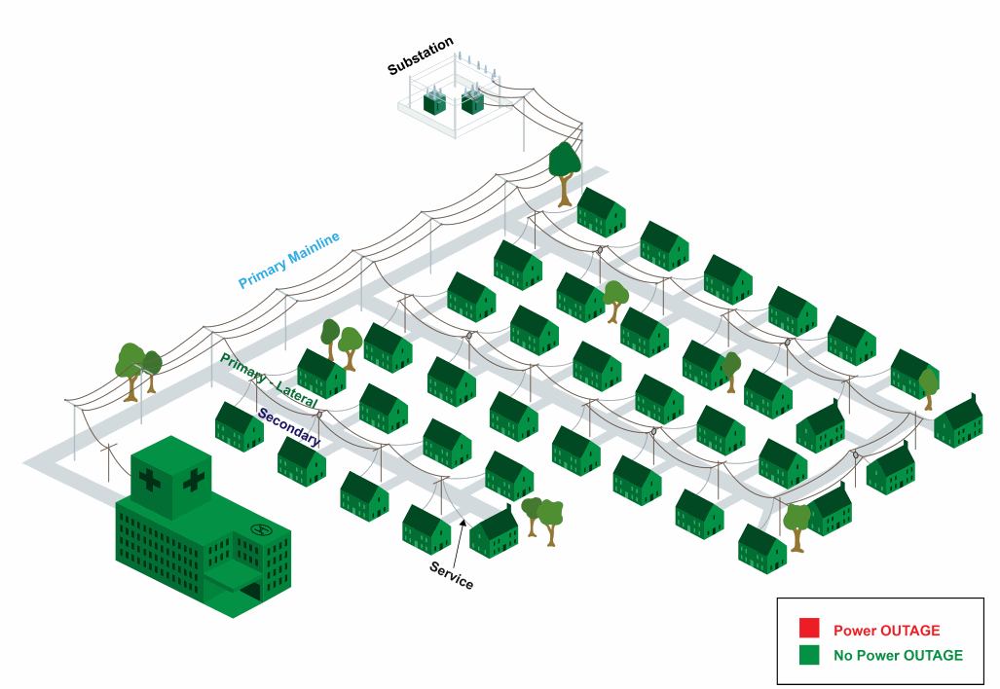 Substation
Primary Mainline
Primary - Lateral
Secondary
Service
Power OUTAGE
No Power OUTAGE
H